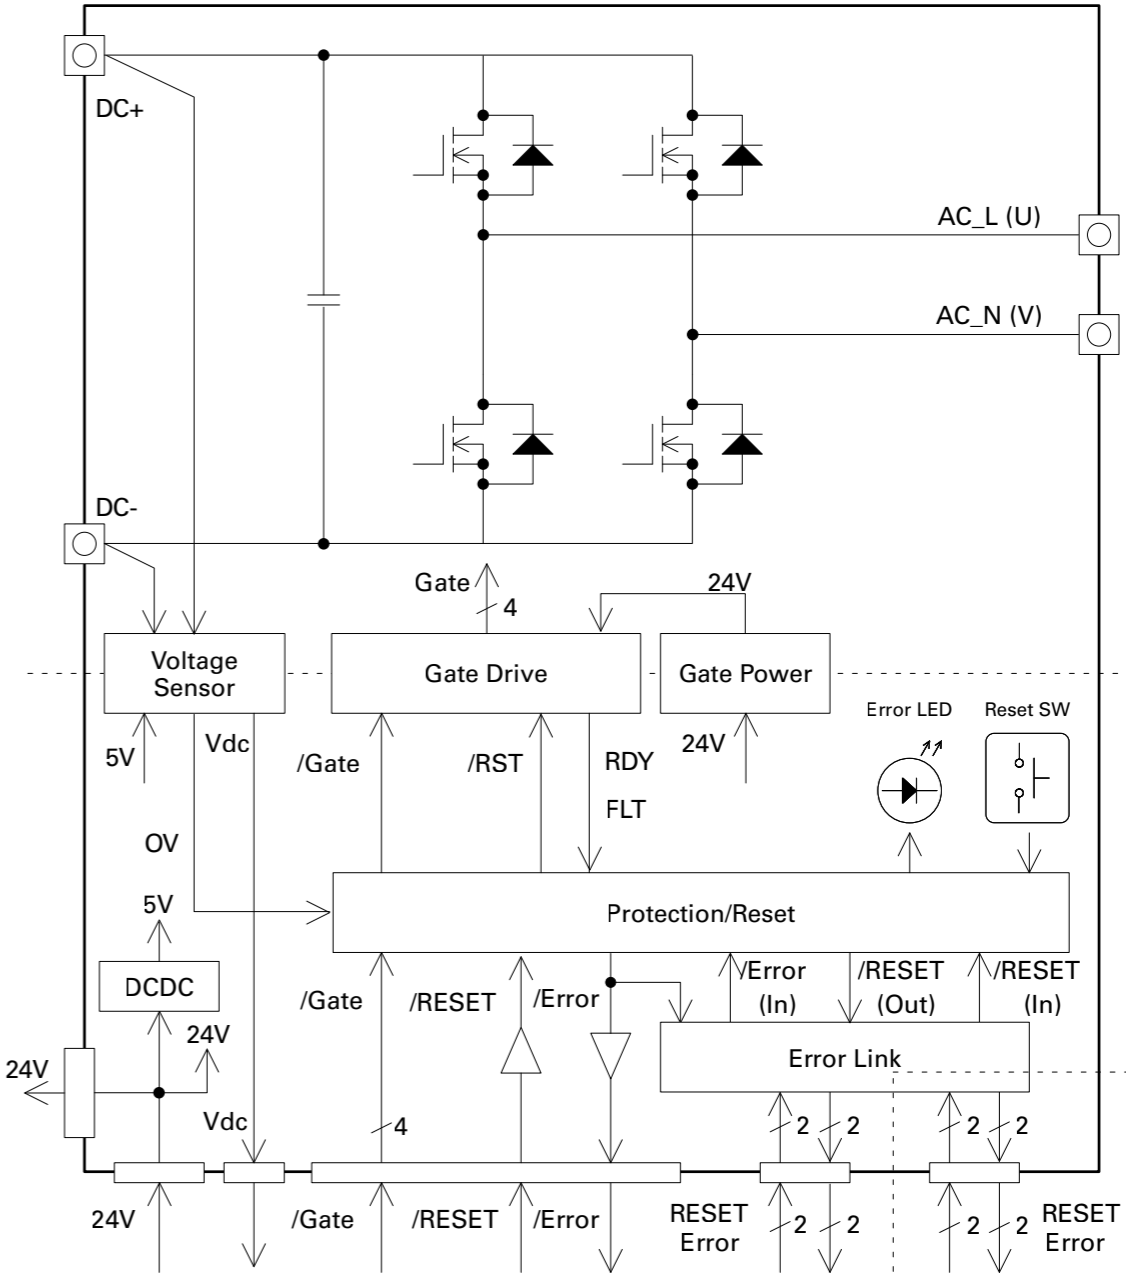 DC+
AC_L (U)
AC_N (V)
DC-
Gate
4
24V
Voltage
Sensor
Gate Drive
Gate Power
Error LED
Reset SW
5V
Vdc
/Gate
/RST
RDY
FLT
24V
OV
5V
Protection/Reset
DCDC
/Gate
/RESET
/Error
/Error
(In)
/RESET
(Out)
/RESET
(In)
24V
24V
Error Link
Vdc
4
2
2
2
2
24V
/Gate
/RESET
/Error
RESET
Error
2
2
2
2
RESET
Error